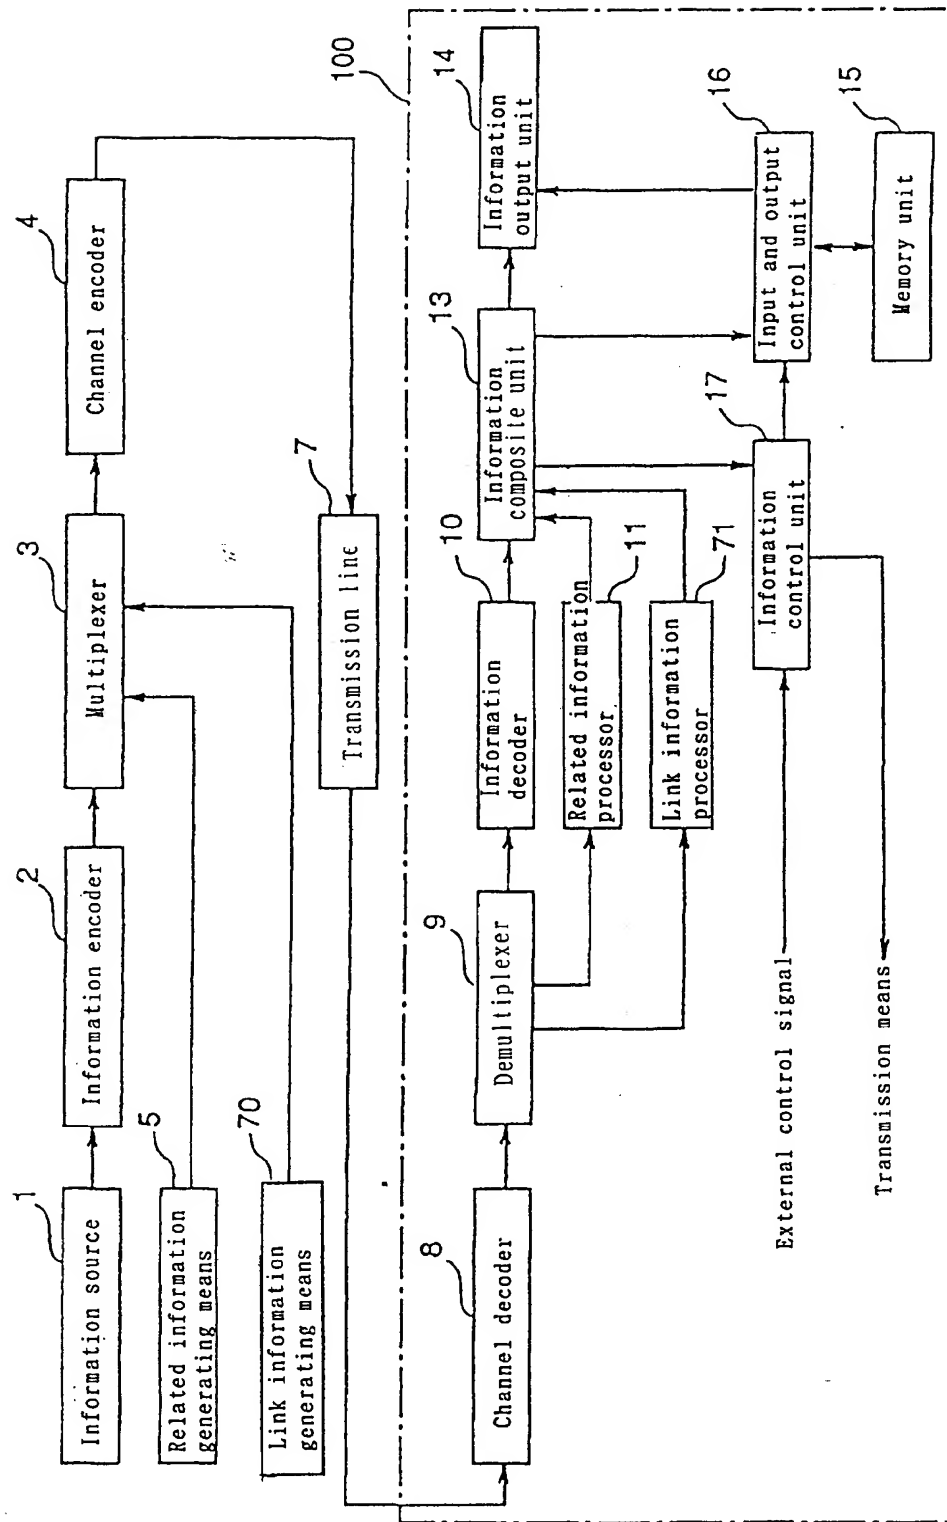 1
Information source
2
Information encoder
3
Multiplexer
4
Channel encoder
5
Related information
generating means
70
Link information
generating means
7
Transmission line
100
8
Channel decoder
9
Demultiplexer
10
Information
decoder
11
Related information
processor
71
Link information
processor
13
Information
composite unit
14
Information
output unit
17
Information
control unit
16
Input and output
control unit
15
Memory unit
External control signal
Transmission means